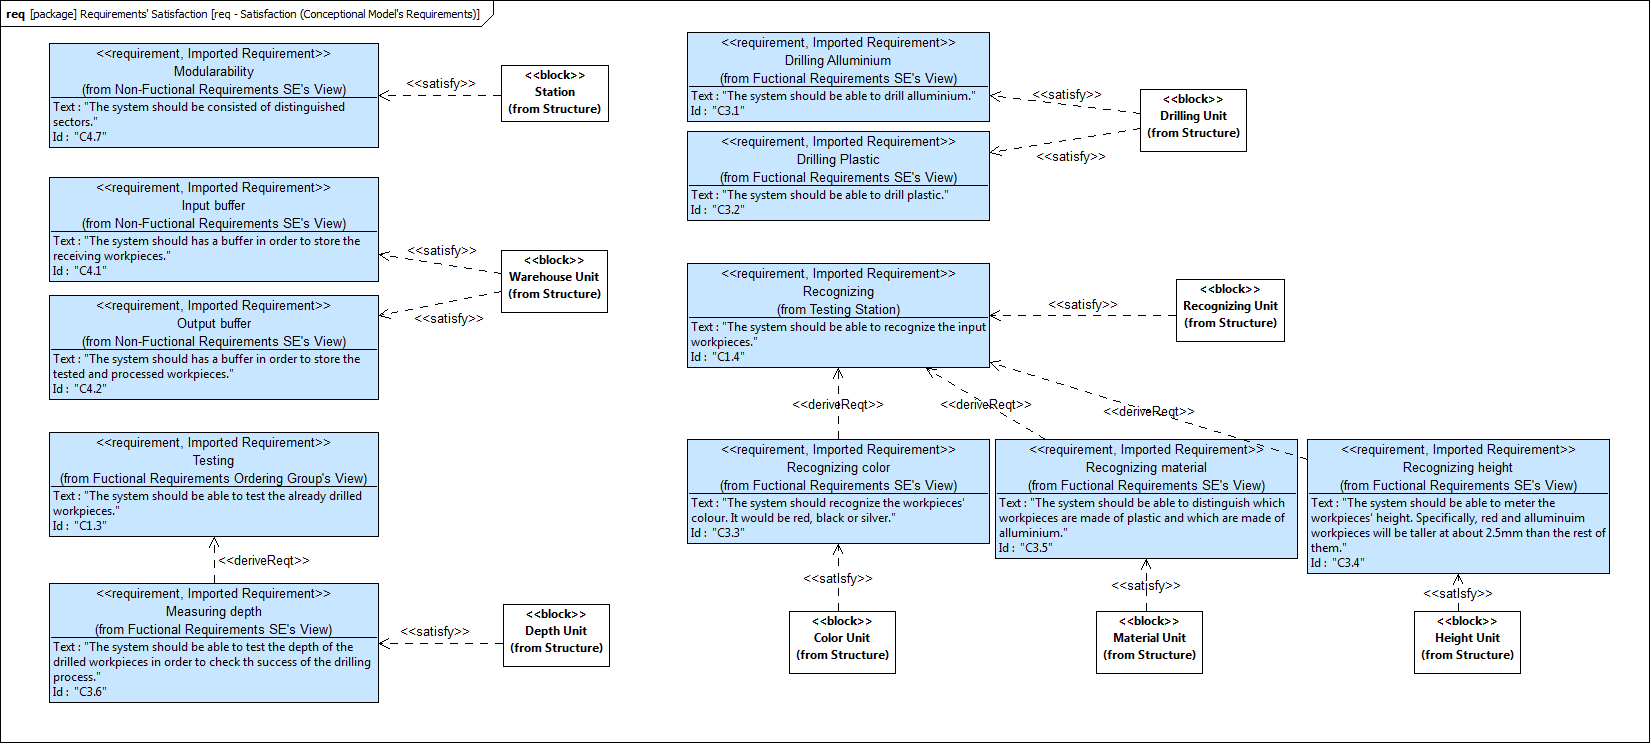 req [package] Requirements' Satisfaction [req - Satisfaction (Conceptional Model's Requirements)]
<<requirement, Imported Requirement>>
Modularability
(from Non-Fuctional Requirements SE's View)
Text : "The system should be consisted of distinguished
sectors."
Id : "C4.7"
<<satisfy>>
<<block>>
Station
(from Structure)
<<requirement, Imported Requirement>>
Input buffer
(from Non-Fuctional Requirements SE's View)
Text : "The system should has a buffer in order to store the
receiving workpieces."
Id : "C4.1"
<<satisfy>>
<<block>>
Warehouse Unit
(from Structure)
<<satisfy>>
<<requirement, Imported Requirement>>
Output buffer
(from Non-Fuctional Requirements SE's View)
Text : "The system should has a buffer in order to store the
tested and processed workpieces."
Id : "C4.2"
<<requirement, Imported Requirement>>
Testing
(from Fuctional Requirements Ordering Group's View)
Text : "The system should be able to test the already drilled
workpieces."
Id : "C1.3"
<<deriveReqt>>
<<requirement, Imported Requirement>>
Measuring depth
(from Fuctional Requirements SE's View)
Text : "The system should be able to test the depth of the
drilled workpieces in order to check th success of the drilling
process."
Id : "C3.6"
<<satisfy>>
<<block>>
Depth Unit
(from Structure)
<<requirement, Imported Requirement>>
Drilling Alluminium
(from Fuctional Requirements SE's View)
Text : "The system should be able to drill alluminium."
Id : "C3.1"
<<satisfy>>
<<block>>
Drilling Unit
(from Structure)
<<satisfy>>
<<requirement, Imported Requirement>>
Drilling Plastic
(from Fuctional Requirements SE's View)
Text : "The system should be able to drill plastic."
Id : "C3.2"
<<requirement, Imported Requirement>>
Recognizing
(from Testing Station)
Text : "The system should be able to recognize the input
workpieces."
Id : "C1.4"
<<satisfy>>
<<block>>
Recognizing Unit
(from Structure)
<<deriveReqt>>
<<deriveReqt>>
<<deriveReqt>>
<<requirement, Imported Requirement>>
Recognizing color
(from Fuctional Requirements SE's View)
Text : "The system should recognize the workpieces'
colour. It would be red, black or silver."
Id : "C3.3"
<<requirement, Imported Requirement>>
Recognizing material
(from Fuctional Requirements SE's View)
Text : "The system should be able to distinguish which
workpieces are made of plastic and which are made of
alluminium."
Id : "C3.5"
<<requirement, Imported Requirement>>
Recognizing height
(from Fuctional Requirements SE's View)
Text : "The system should be able to meter the
workpieces' height. Specifically, red and alluminuim
workpieces will be taller at about 2.5mm than the rest of
them."
Id : "C3.4"
<<satisfy>>
<<satisfy>>
<<satisfy>>
<<block>>
Color Unit
(from Structure)
<<block>>
Material Unit
(from Structure)
<<block>>
Height Unit
(from Structure)